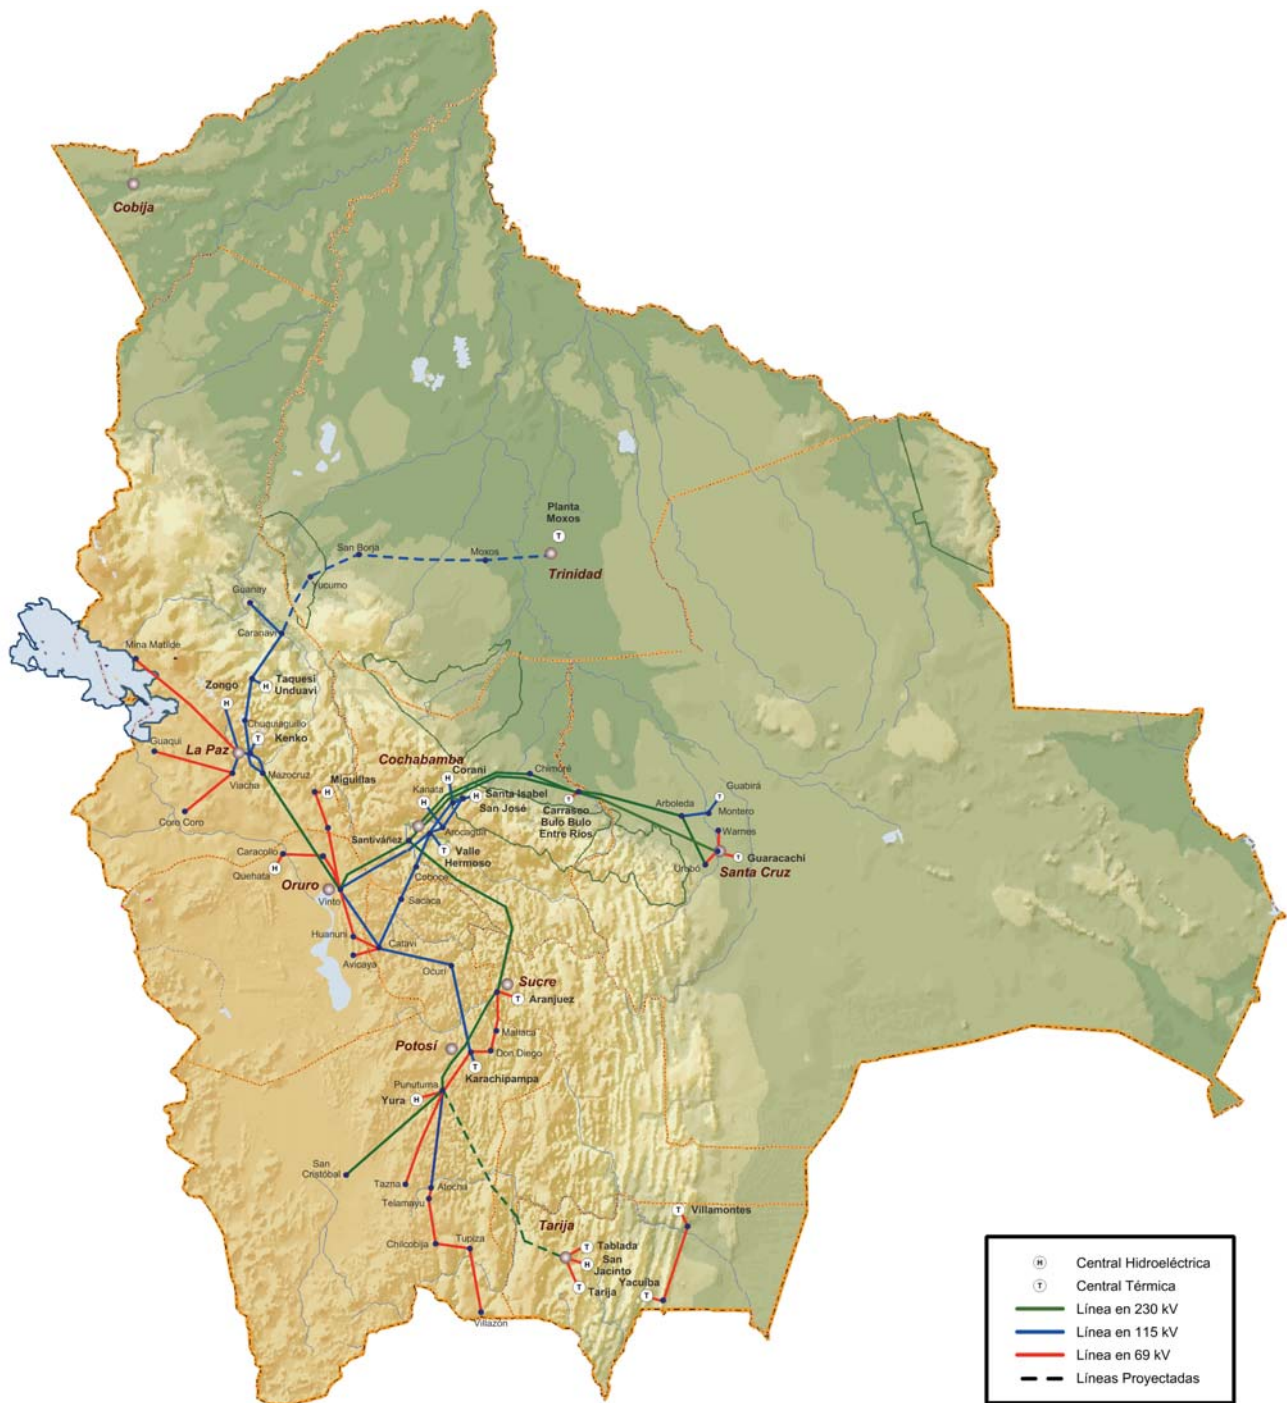 Cobija
Planta
Moxos
T
San Borja
Moxos
Trinidad
Yucumo
Guanay
Caranavi
Mina Matilde
Zongo
H
H
Taquesi
Unduavi
Chuquiaguillo
T
Kenko
Guaqui
La Paz
Viacha
Mazocruz
Coro Coro
Miguillas
H
Cochabamba
Corani
H
Kanata
H
H
Santa Isabel
San José
Chimoré
T
Carrasco
Bulo Bulo
Entre Ríos
Guabirá
T
Arboleda
Montero
Warnes
T
Guaracachi
Urubó
Santa Cruz
Arocagua
Santiváñez
T
Valle
Hermoso
Caracollo
Quehata
H
Oruro
Vinto
Coboce
Sacaca
Huanuni
Catavi
Avicaya
Ocurí
Sucre
T
Aranjuez
Mariaca
Potosí
Don Diego
T
Karachipampa
Punutuma
Yura
H
San
Cristóbal
Tazna
Atocha
Telamayu
Chilcobija
Tupiza
Villazón
Tarija
T
Tablada
H
San
Jacinto
T
Tarija
T
Villamontes
Yacuiba
T
H
Central Hidroeléctrica
T
Central Térmica
Línea en 230 kV
Línea en 115 kV
Línea en 69 kV
Líneas Proyectadas